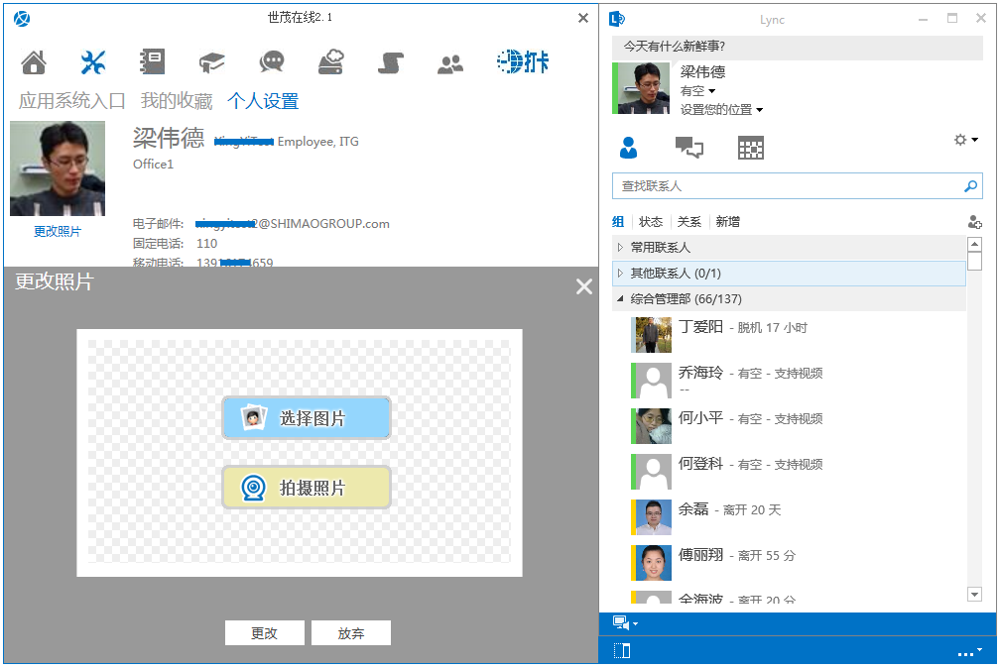 世茂在线2.1
打卡
应用系统入口 我的收藏 个人设置
梁伟德 Employee, ITG
Office1
电子邮件: @SHIMAOGROUP.com
固定电话: 110
移动电话:
更改照片
更改照片
选择图片
拍摄照片
更改 放弃
Lync
今天有什么新鲜事?
梁伟德
有空
设置您的位置
查找联系人
组 状态 关系 新增
常用联系人
其他联系人 (0/1)
综合管理部 (66/137)
丁爱阳 - 脱机 17 小时
乔海玲 - 有空 - 支持视频
--
何小平 - 有空 - 支持视频
何登科 - 有空 - 支持视频
余磊 - 离开 20 天
傅丽翔 - 离开 55 分
全海波 - 离开 20 分